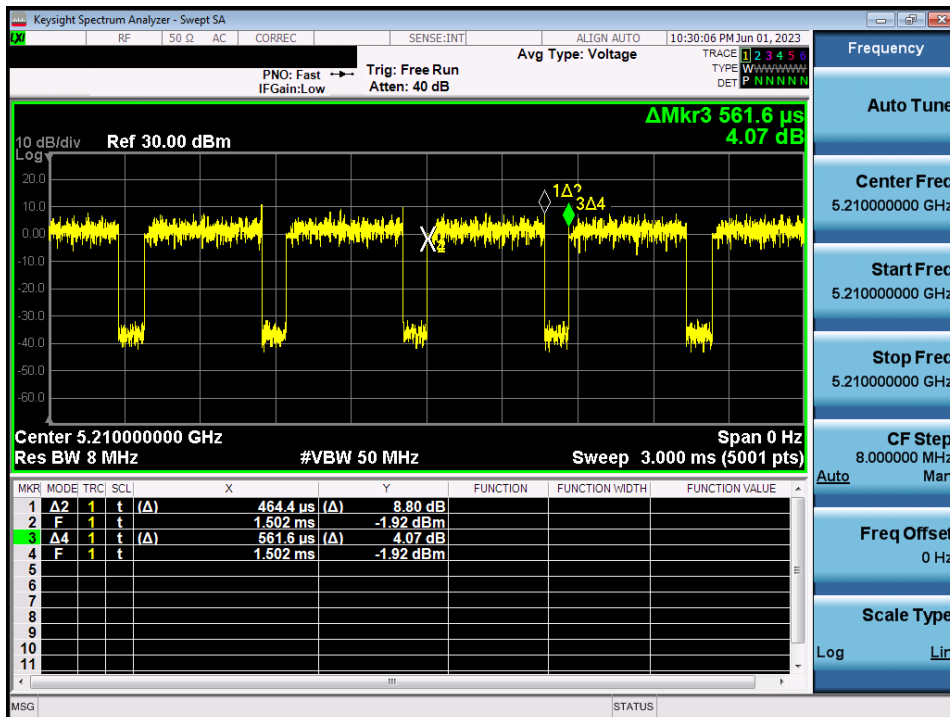 Keysight Spectrum Analyzer - Swept SA
LXI RF 50 Ω AC CORREC SENSE:INT ALIGN AUTO 10:30:06 PM Jun 01, 2023
Frequency
Avg Type: Voltage TRACE 1 2 3 4 5 6
PNO: Fast Trig: Free Run TYPE WWWWWWW
IFGain:Low Atten: 40 dB DET P N N N N N
Auto Tune
ΔMkr3 561.6 µs
10 dB/div Ref 30.00 dBm 4.07 dB
Log
20.0
10.0
0.00
-10.0
-20.0
-30.0
-40.0
-50.0
-60.0
3Δ4
Center Freq
5.210000000 GHz
Start Freq
5.210000000 GHz
Stop Freq
5.210000000 GHz
Center 5.210000000 GHz Span 0 Hz
Res BW 8 MHz #VBW 50 MHz Sweep 3.000 ms (5001 pts)
CF Step
8.000000 MHz
Auto Man
MKR MODE TRC SCL X Y FUNCTION FUNCTION WIDTH FUNCTION VALUE
1 Δ2 1 t (Δ) 464.4 µs (Δ) 8.80 dB
2 F 1 t 1.502 ms -1.92 dBm
3 Δ4 1 t (Δ) 561.6 µs (Δ) 4.07 dB
4 F 1 t 1.502 ms -1.92 dBm
5
6
7
8
9
10
11
Freq Offset
0 Hz
Scale Type
Log Lin
MSG STATUS